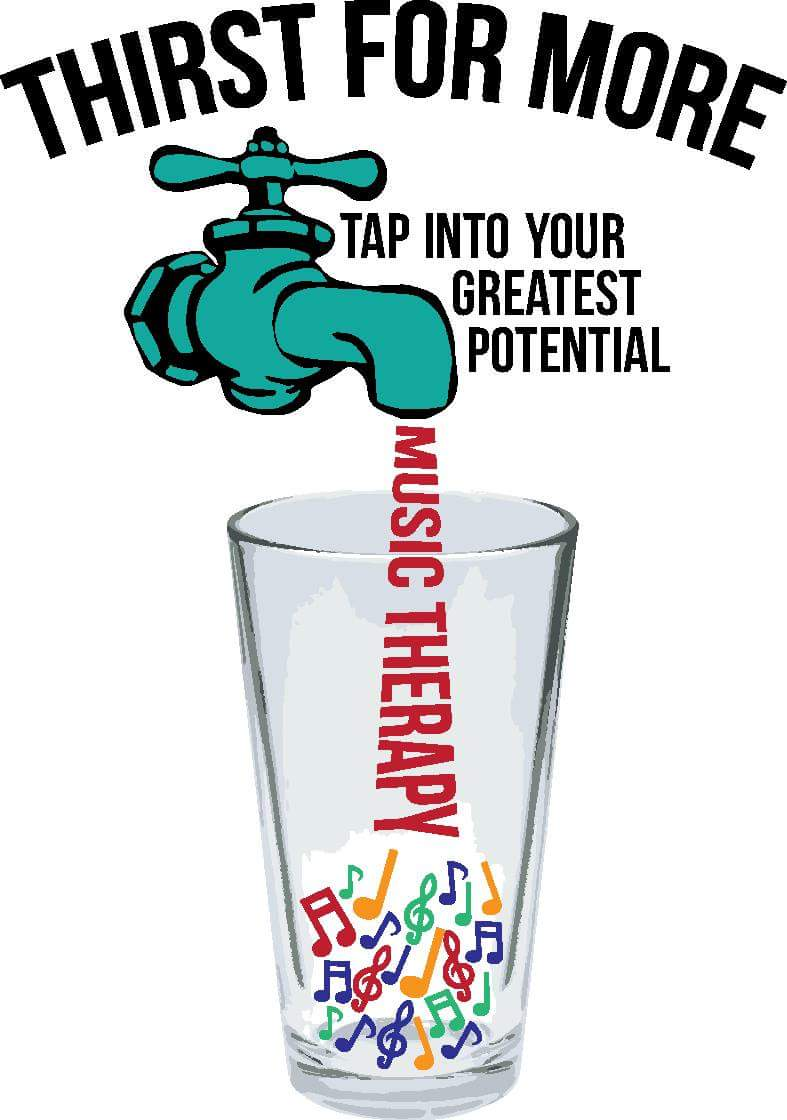 THIRST FOR MORE
TAP INTO YOUR
GREATEST
POTENTIAL
MUSIC THERAPY